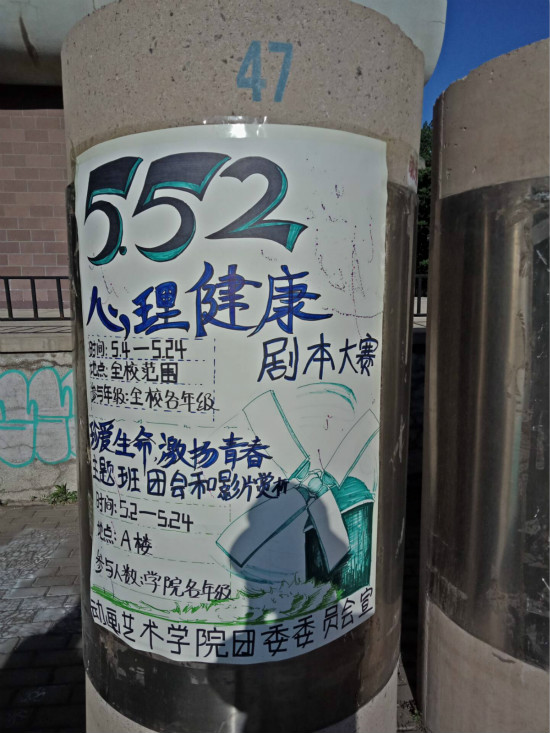 47
5.52
心理健康
剧本大赛
时间:5.4—5.24
地点:全校范围
参与年级:全校各年级
珍爱生命,激扬青春
主题班团会和影片赏析
时间:5.2—5.24
地点:A楼
参与人数:学院各年级
动画艺术学院团委委员会宣